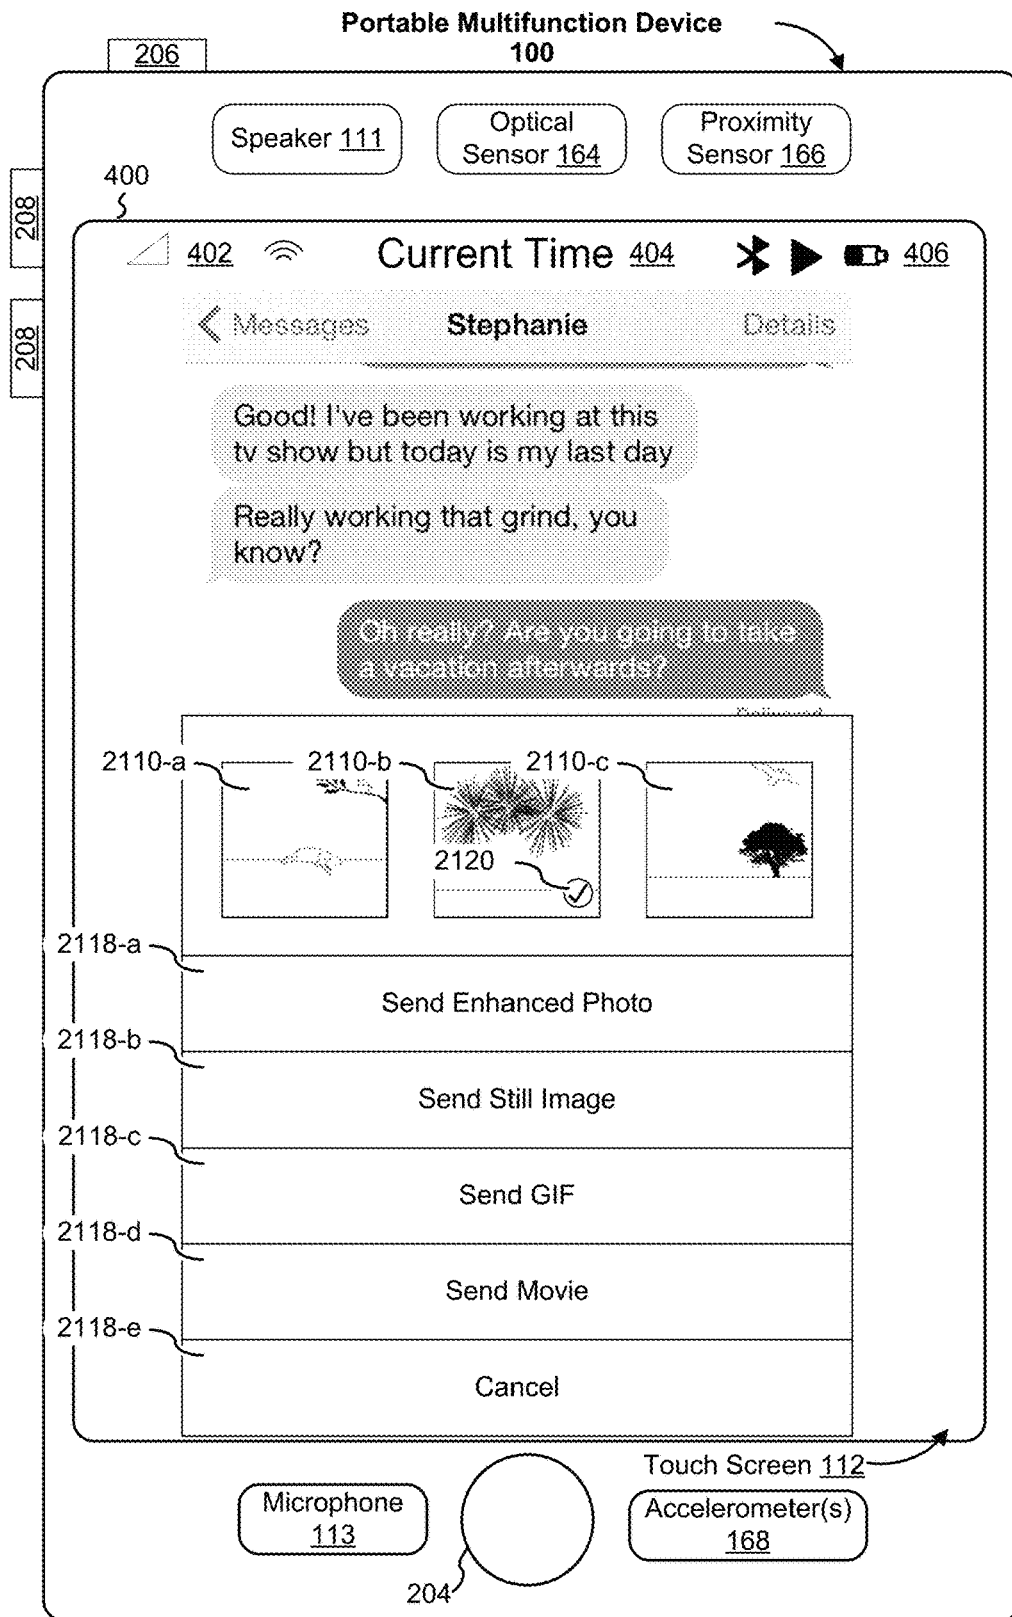 Portable Multifunction Device
100
206
Speaker 111
Optical
Sensor 164
Proximity
Sensor 166
400
208
208
402
Current Time 404
406
Messages
Stephanie
Details
Good! I've been working at this
tv show but today is my last day
Really working that grind, you
know?
Oh really? Are you going to take
a vacation afterwards?
Delivered
2110-a
2110-b
2110-c
2120
2118-a
Send Enhanced Photo
2118-b
Send Still Image
2118-c
Send GIF
2118-d
Send Movie
2118-e
Cancel
Touch Screen 112
Microphone
113
Accelerometer(s)
168
204